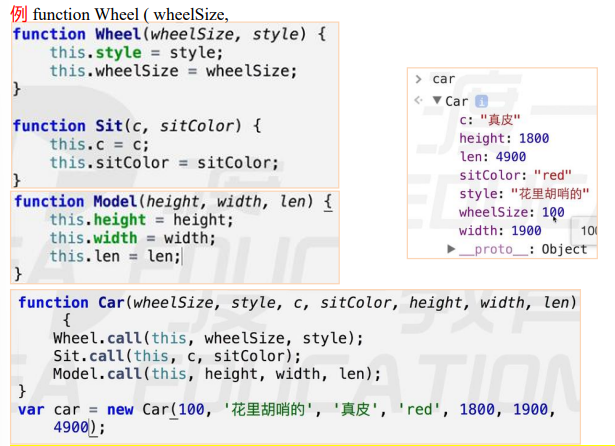 例 function Wheel ( wheelSize,
function Wheel(wheelSize, style) {
this.style = style;
this.wheelSize = wheelSize;
}
function Sit(c, sitColor) {
this.c = c;
this.sitColor = sitColor;
}
function Model(height, width, len) {
this.height = height;
this.width = width;
this.len = len;
}
> car
< ▼ Car i
c: "真皮"
height: 1800
len: 4900
sitColor: "red"
style: "花里胡哨的"
wheelSize: 100
width: 1900
100
▶ __proto__: Object
function Car(wheelSize, style, c, sitColor, height, width, len)
{
Wheel.call(this, wheelSize, style);
Sit.call(this, c, sitColor);
Model.call(this, height, width, len);
}
var car = new Car(100, '花里胡哨的', '真皮', 'red', 1800, 1900,
4900);